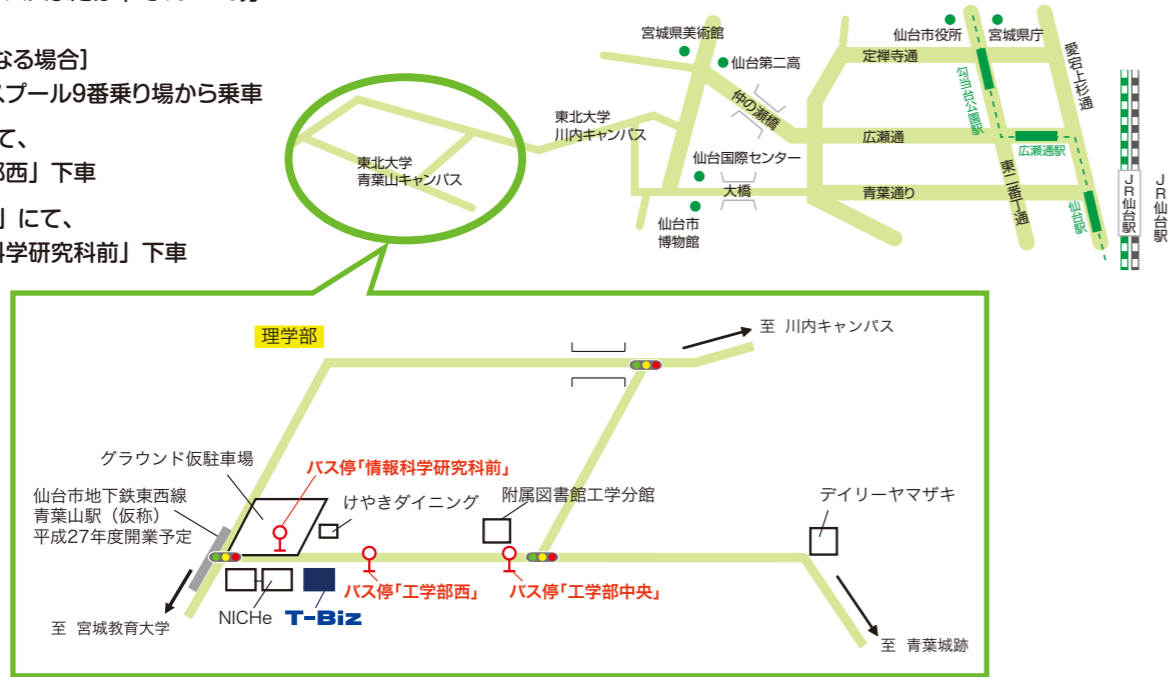 なる場合］
スプール9番乗り場から乗車
て、
部西」下車
」にて、
科学研究科前」下車
仙台市役所
宮城県庁
宮城県美術館
仙台第二高
定禅寺通
愛宕上杉通
勾当台公園駅
仲の瀬橋
東北大学
川内キャンパス
広瀬通
広瀬通駅
東北大学
青葉山キャンパス
仙台国際センター
大橋
青葉通り
東二番丁通
仙台駅
JR仙台駅
JR仙台駅
仙台市
博物館
理学部
至 川内キャンパス
グラウンド仮駐車場
バス停「情報科学研究科前」
仙台市地下鉄東西線
青葉山駅（仮称）
平成27年度開業予定
けやきダイニング
附属図書館工学分館
デイリーヤマザキ
バス停「工学部西」
バス停「工学部中央」
NICHe
T-Biz
至 宮城教育大学
至 青葉城跡